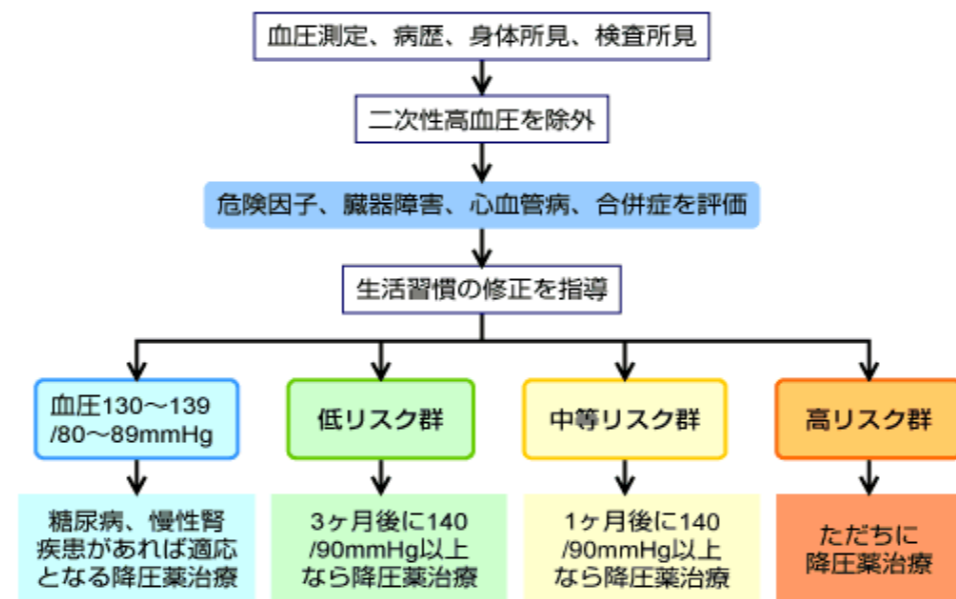 血圧測定、病歴、身体所見、検査所見
二次性高血圧を除外
危険因子、臓器障害、心血管病、合併症を評価
生活習慣の修正を指導
血圧130～139
/80～89mmHg
低リスク群
中等リスク群
高リスク群
糖尿病、慢性腎
疾患があれば適応
となる降圧薬治療
3ヶ月後に140
/90mmHg以上
なら降圧薬治療
1ヶ月後に140
/90mmHg以上
なら降圧薬治療
ただちに
降圧薬治療